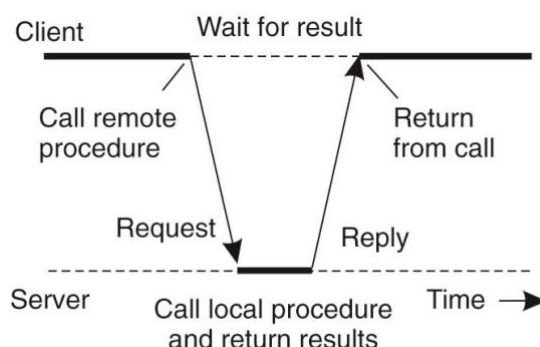 Client
Wait for result
Call remote
procedure
Return
from call
Request
Reply
Server
Call local procedure
and return results
Time